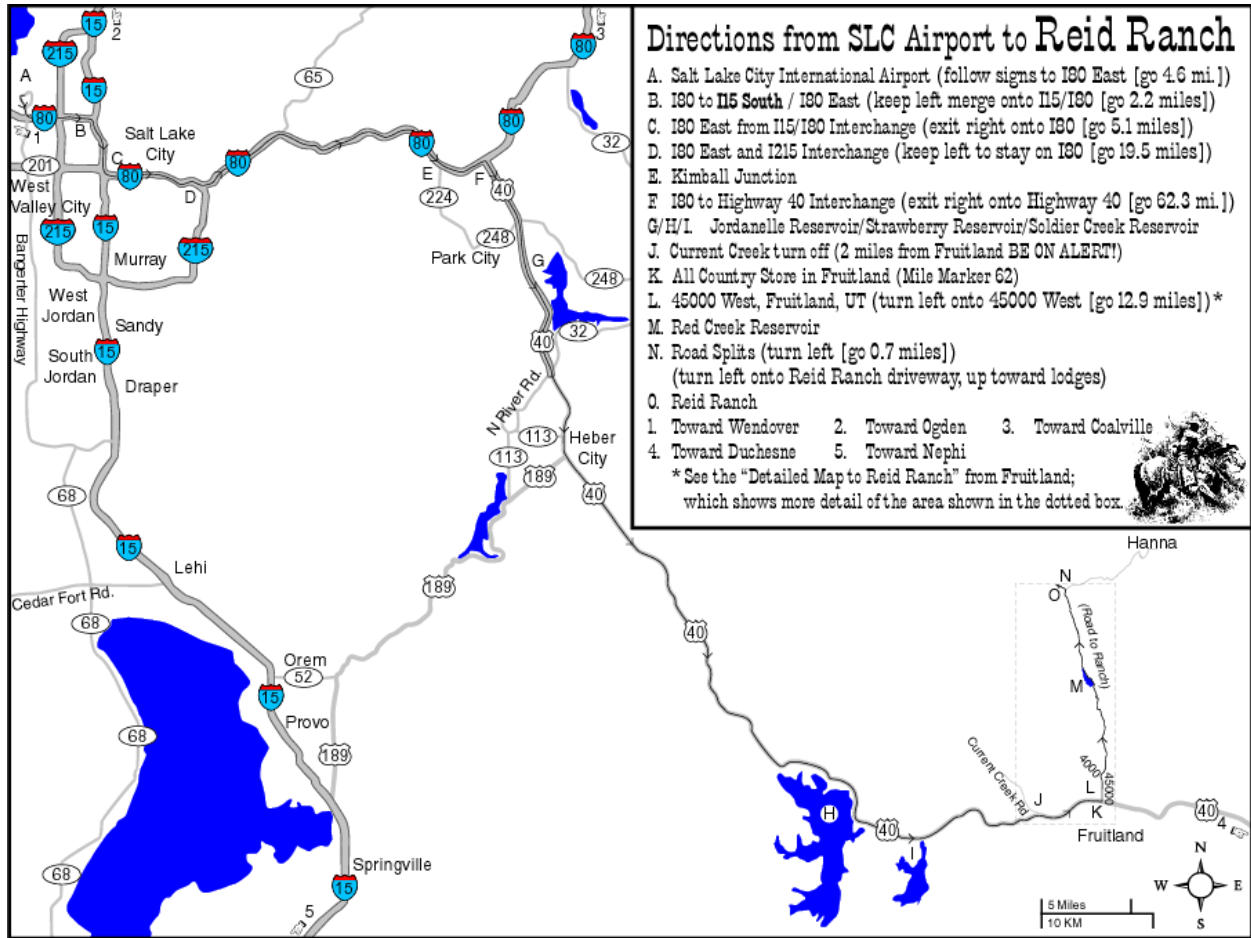 Directions from SLC Airport to Reid Ranch
A. Salt Lake City International Airport (follow signs to I80 East [go 4.6 mi.])
B. I80 to I15 South / I80 East (keep left merge onto I15/I80 [go 2.2 miles])
C. I80 East from I15/I80 Interchange (exit right onto I80 [go 5.1 miles])
D. I80 East and I215 Interchange (keep left to stay on I80 [go 19.5 miles])
E. Kimball Junction
F. I80 to Highway 40 Interchange (exit right onto Highway 40 [go 62.3 mi.])
G/H/I. Jordanelle Reservoir/Strawberry Reservoir/Soldier Creek Reservoir
J. Current Creek turn off (2 miles from Fruitland BE ON ALERT!)
K. All Country Store in Fruitland (Mile Marker 62)
L. 45000 West, Fruitland, UT (turn left onto 45000 West [go 12.9 miles])*
M. Red Creek Reservoir
N. Road Splits (turn left [go 0.7 miles])
(turn left onto Reid Ranch driveway, up toward lodges)
O. Reid Ranch
1. Toward Wendover 2. Toward Ogden 3. Toward Coalville
4. Toward Duchesne 5. Toward Nephi
* See the "Detailed Map to Reid Ranch" from Fruitland;
which shows more detail of the area shown in the dotted box.
15
2
215
15
A
80
1
B
Salt Lake
City
201
C
80
D
West
Valley City
215
15
215
Murray
Bangerter Highway
West
Jordan
Sandy
15
South
Jordan
Draper
65
80
80
E
F
224
40
80
80
3
32
248
Park City
G
248
32
40
N River Rd.
113
Heber
City
113
189
40
68
15
Lehi
Cedar Fort Rd.
68
189
Orem
52
15
Provo
68
189
68
Springville
15
5
40
H
40
I
Hanna
N
O
(Road to Ranch)
M
Current Creek Rd
4000
45000
J
L
K
Fruitland
40
4
N
W
E
S
5 Miles
10 KM